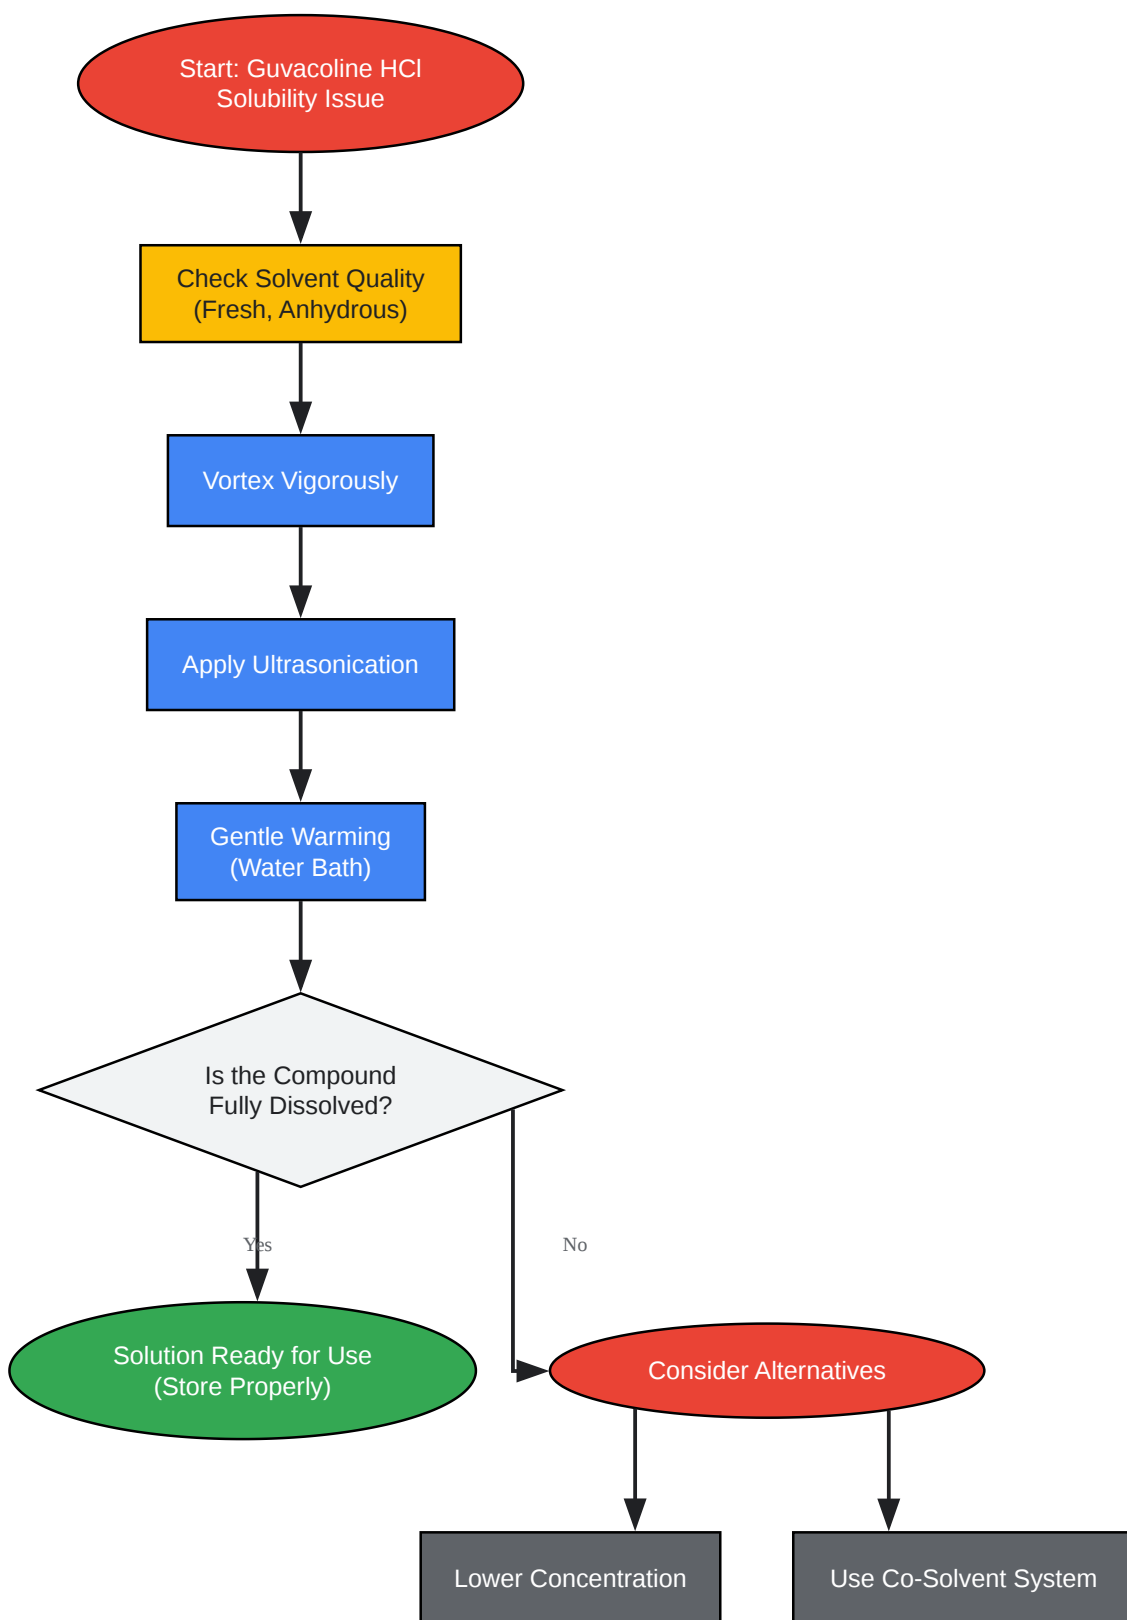 Start: Guvacoline HCl
Solubility Issue
Check Solvent Quality
(Fresh, Anhydrous)
Vortex Vigorously
Apply Ultrasonication
Gentle Warming
(Water Bath)
Is the Compound
Fully Dissolved?
Yes
No
Solution Ready for Use
(Store Properly)
Consider Alternatives
Lower Concentration
Use Co-Solvent System